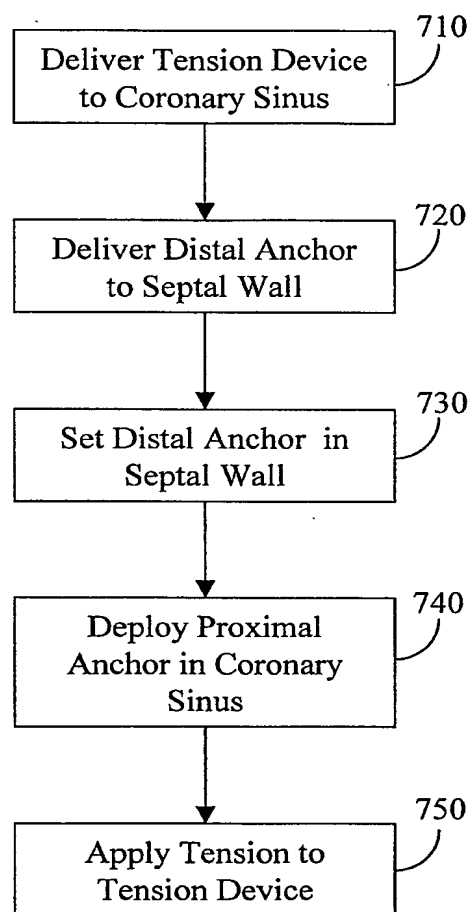 710
Deliver Tension Device
to Coronary Sinus
720
Deliver Distal Anchor
to Septal Wall
730
Set Distal Anchor in
Septal Wall
740
Deploy Proximal
Anchor in Coronary
Sinus
750
Apply Tension to
Tension Device